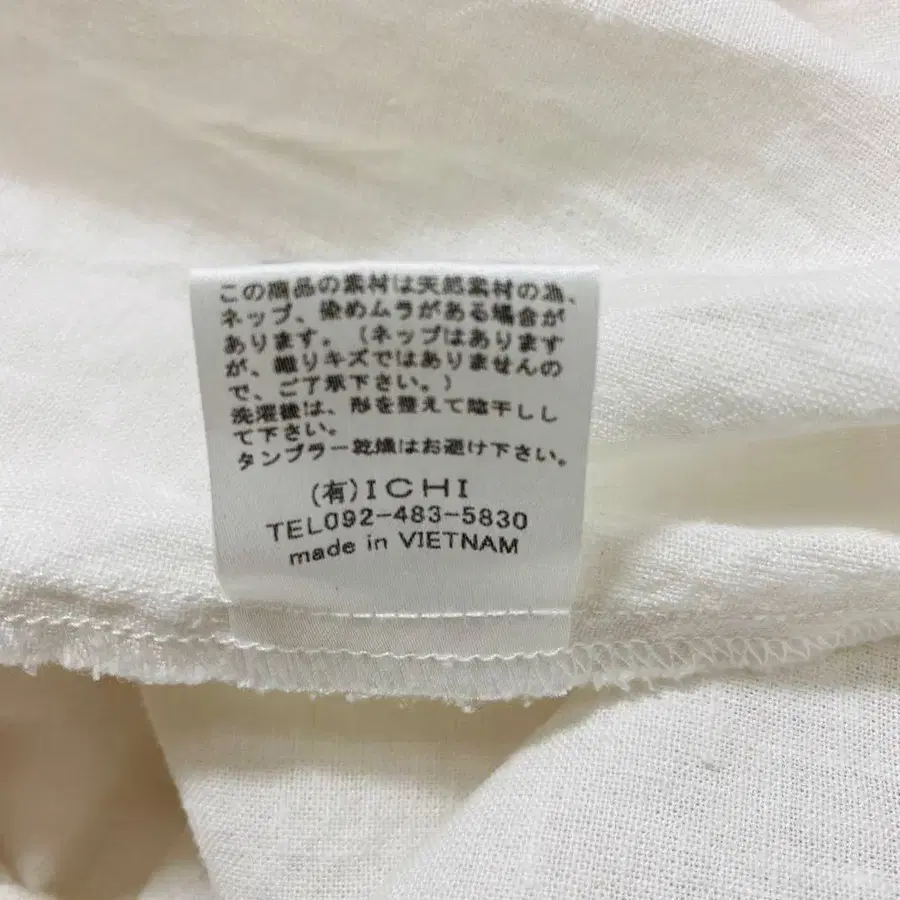 この商品の素材は天然素材の為、
ネップ、染めムラがある場合が
あります。(ネップはあります
が、織りキズではありませんの
で、ご了承下さい。)
洗濯後は、形を整えて陰干しし
て下さい。
タンブラー乾燥はお避け下さい。
(有)ICHI
TEL092-483-5830
made in VIETNAM